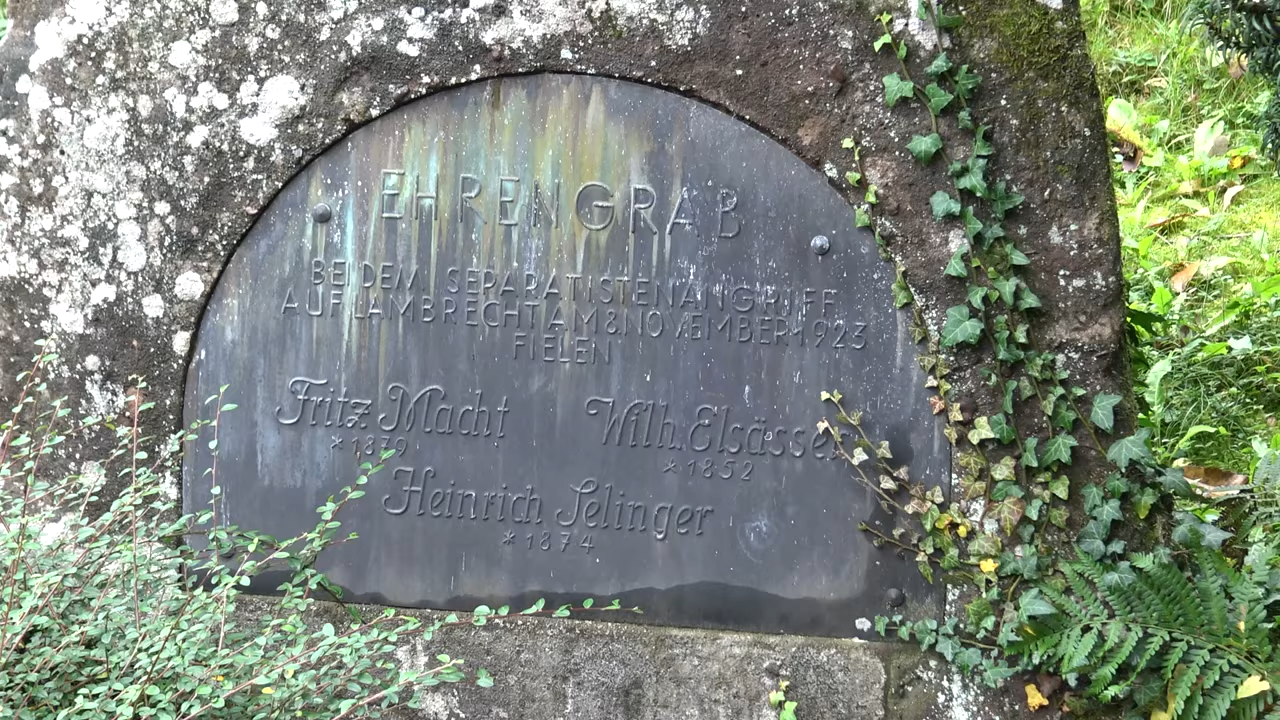 EHRENGRAB
BEI DEM SEPARATISTENANGRIFF
AUF LAMBRECHT AM 8. NOVEMBER 1923
FIELEN
Fritz Macht Wilh. Elsässer
*1879 *1852
Heinrich Selinger
*1874